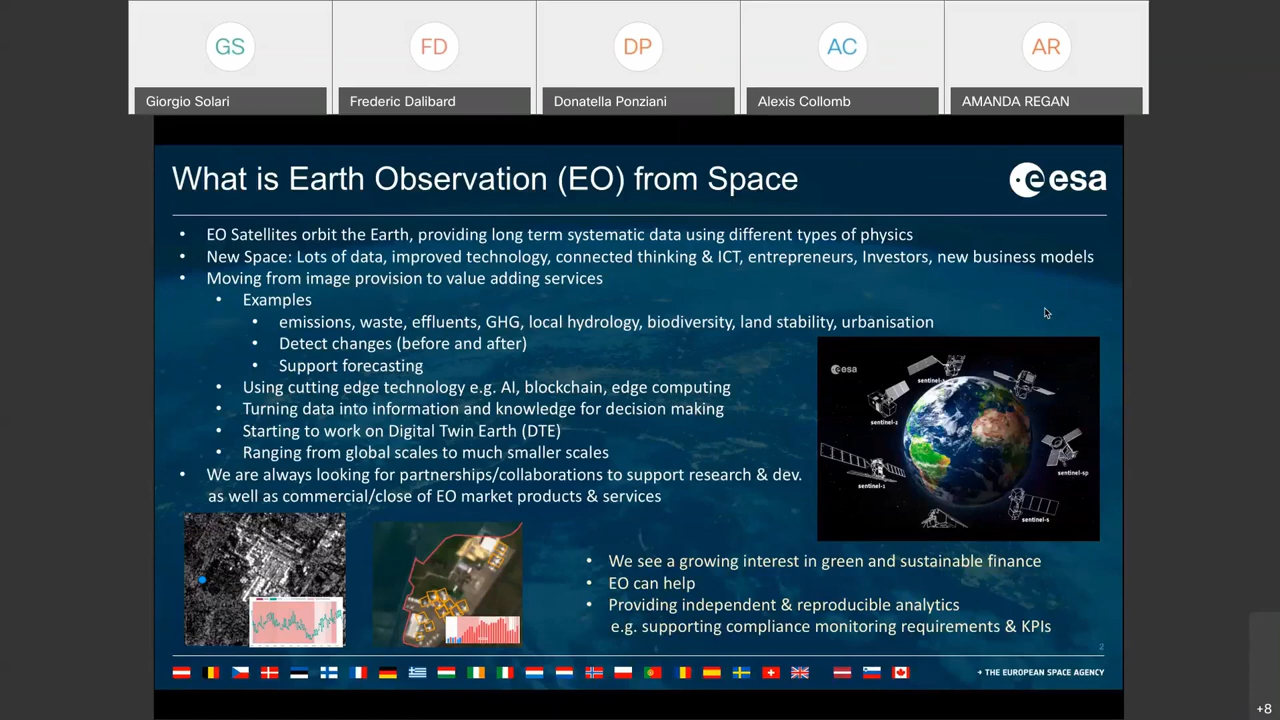 GS
FD
DP
AC
AR
Giorgio Solari
Frederic Dalibard
Donatella Ponziani
Alexis Collomb
AMANDA REGAN
What is Earth Observation (EO) from Space
esa
• EO Satellites orbit the Earth, providing long term systematic data using different types of physics
• New Space: Lots of data, improved technology, connected thinking & ICT, entrepreneurs, Investors, new business models
• Moving from image provision to value adding services
• Examples
• emissions, waste, effluents, GHG, local hydrology, biodiversity, land stability, urbanisation
• Detect changes (before and after)
• Support forecasting
• Using cutting edge technology e.g. AI, blockchain, edge computing
• Turning data into information and knowledge for decision making
• Starting to work on Digital Twin Earth (DTE)
• Ranging from global scales to much smaller scales
• We are always looking for partnerships/collaborations to support research & dev.
as well as commercial/close of EO market products & services
esa
sentinel-2
sentinel-1
sentinel-5p
• We see a growing interest in green and sustainable finance
• EO can help
• Providing independent & reproducible analytics
e.g. supporting compliance monitoring requirements & KPIs
2
→ THE EUROPEAN SPACE AGENCY
+8